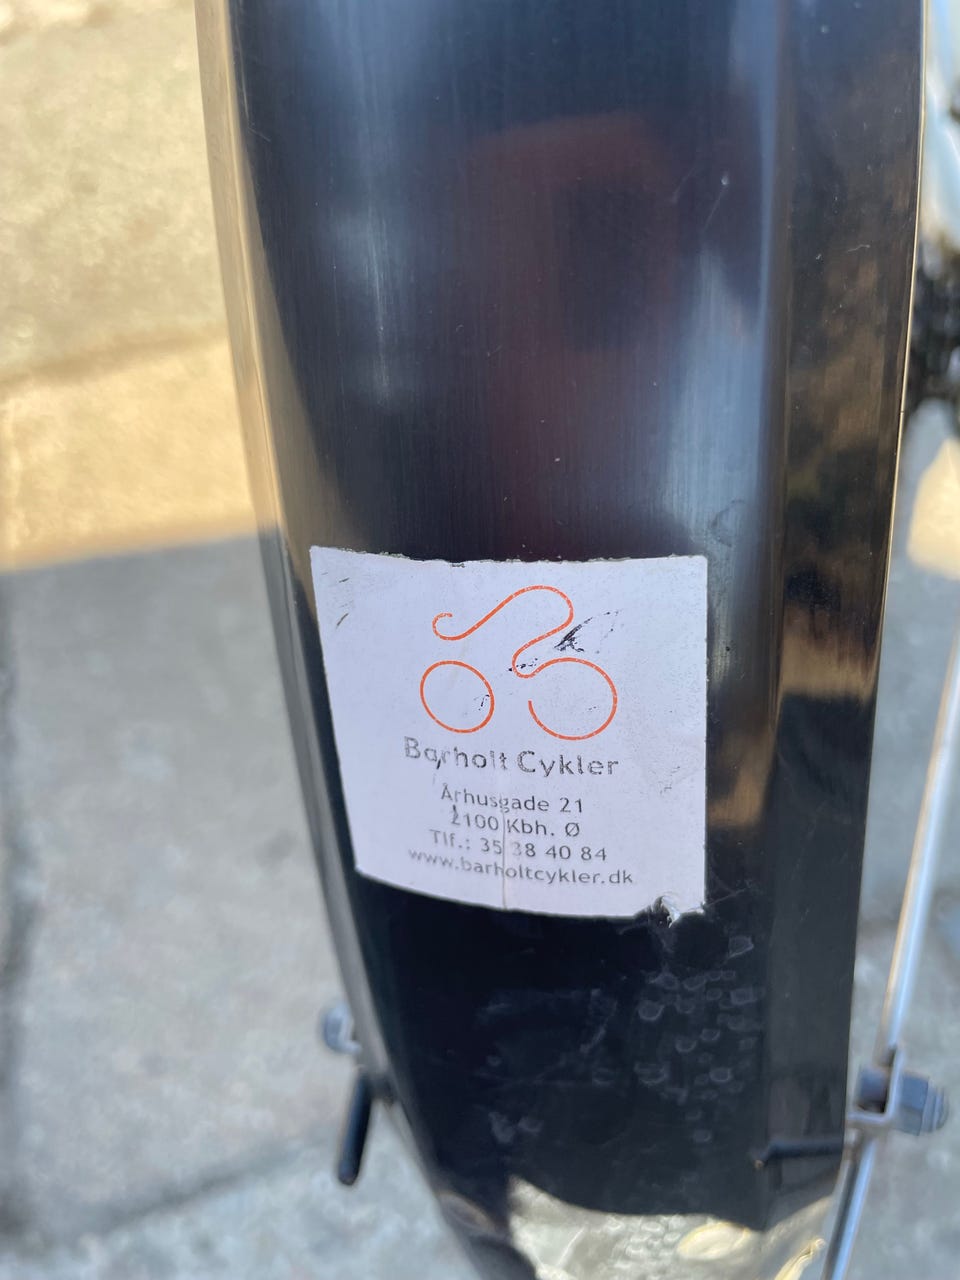 Barholt Cykler
Århusgade 21
2100 Kbh. Ø
Tlf.: 35 38 40 84
www.barholtcykler.dk